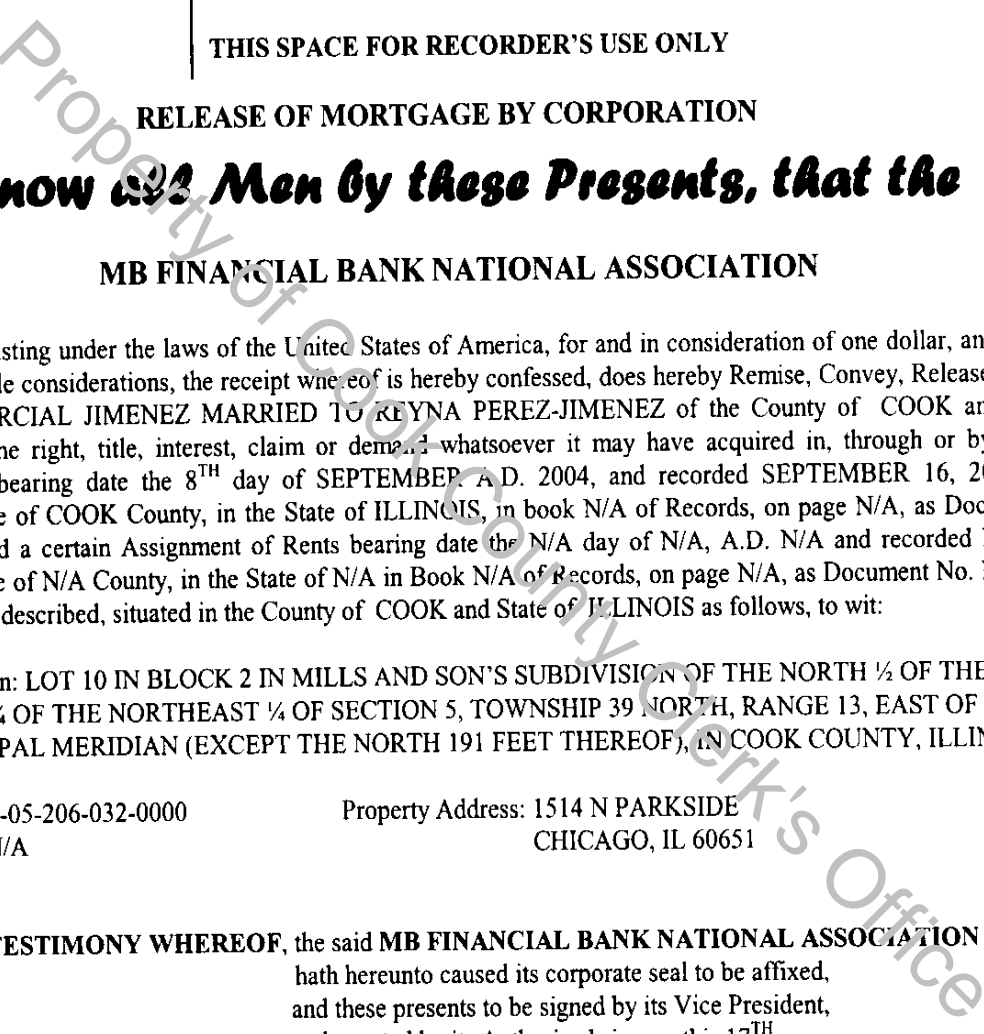 THIS SPACE FOR RECORDER'S USE ONLY
RELEASE OF MORTGAGE BY CORPORATION
now all Men by these Presents, that the
MB FINANCIAL BANK NATIONAL ASSOCIATION
sting under the laws of the United States of America, for and in consideration of one dollar, an
le considerations, the receipt whereof is hereby confessed, does hereby Remise, Convey, Release
RCIAL JIMENEZ MARRIED TO REYNA PEREZ-JIMENEZ of the County of COOK an
he right, title, interest, claim or demand whatsoever it may have acquired in, through or by
bearing date the 8TH day of SEPTEMBER A.D. 2004, and recorded SEPTEMBER 16, 20
e of COOK County, in the State of ILLINOIS, in book N/A of Records, on page N/A, as Doc
d a certain Assignment of Rents bearing date the N/A day of N/A, A.D. N/A and recorded
e of N/A County, in the State of N/A in Book N/A of Records, on page N/A, as Document No.
described, situated in the County of COOK and State of ILLINOIS as follows, to wit:
n: LOT 10 IN BLOCK 2 IN MILLS AND SON'S SUBDIVISION OF THE NORTH ½ OF THE
¼ OF THE NORTHEAST ¼ OF SECTION 5, TOWNSHIP 39 NORTH, RANGE 13, EAST OF
PAL MERIDIAN (EXCEPT THE NORTH 191 FEET THEREOF), IN COOK COUNTY, ILLIN
-05-206-032-0000 Property Address: 1514 N PARKSIDE
I/A CHICAGO, IL 60651
TESTIMONY WHEREOF, the said MB FINANCIAL BANK NATIONAL ASSOCIATION
hath hereunto caused its corporate seal to be affixed,
and these presents to be signed by its Vice President,
this 17TH
Property of Cook County Clerk's Office